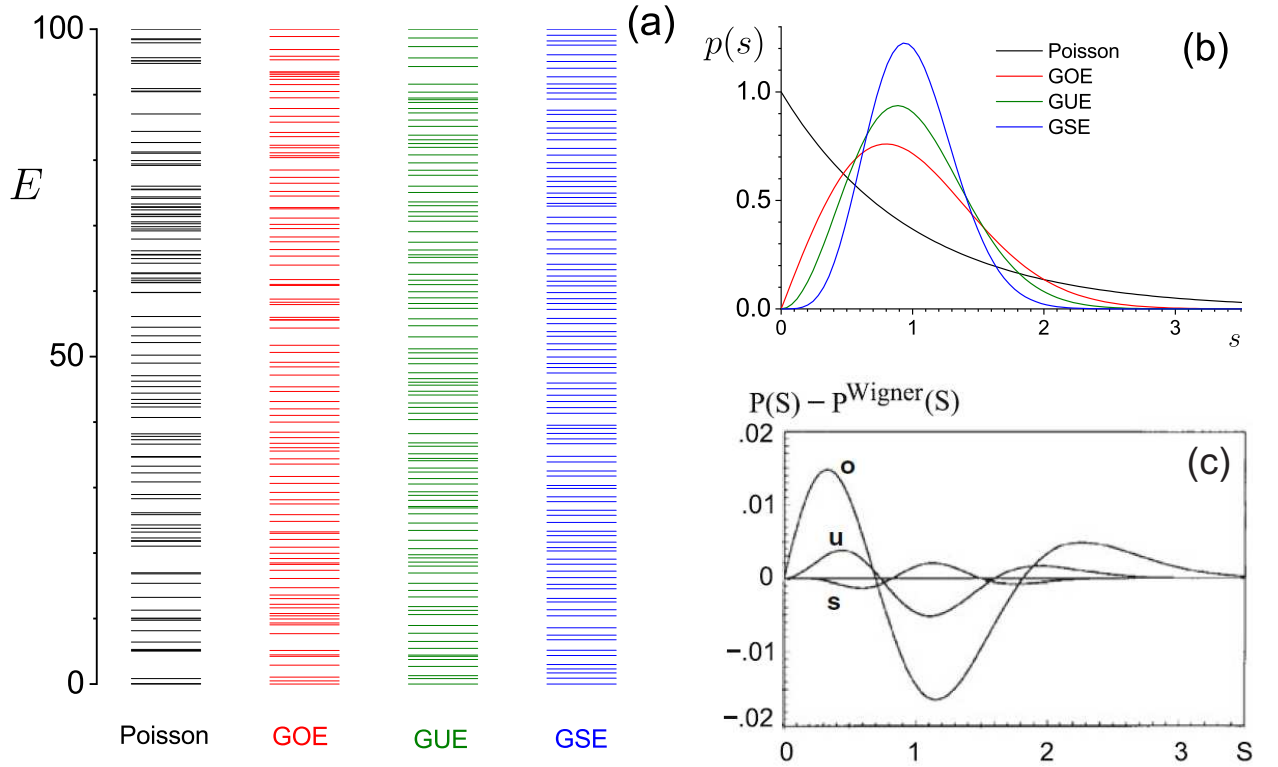 (a)
100
50
0
E
Poisson GOE GUE GSE
(b)
p(s)
1.0
0.5
0.0
0 1 2 3 s
Poisson
GOE
GUE
GSE
P(S) – P^Wigner(S)
(c)
.02
.01
0
–.01
–.02
o
u
s
0 1 2 3 S